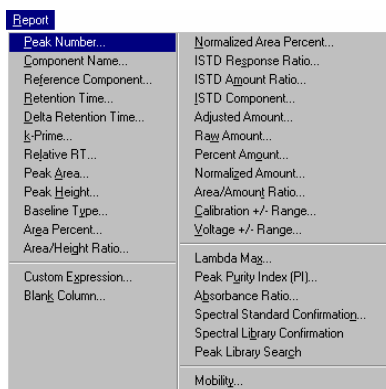 Report
Peak Number...
Component Name...
Reference Component...
Retention Time...
Delta Retention Time...
k-Prime...
Relative RT...
Peak Area...
Peak Height...
Baseline Type...
Area Percent...
Area/Height Ratio...
Custom Expression...
Blank Column...
Normalized Area Percent...
ISTD Response Ratio...
ISTD Amount Ratio...
ISTD Component...
Adjusted Amount...
Raw Amount...
Percent Amount...
Normalized Amount...
Area/Amount Ratio...
Calibration +/- Range...
Voltage +/- Range...
Lambda Max...
Peak Purity Index (PI)...
Absorbance Ratio...
Spectral Standard Confirmation...
Spectral Library Confirmation
Peak Library Search
Mobility...